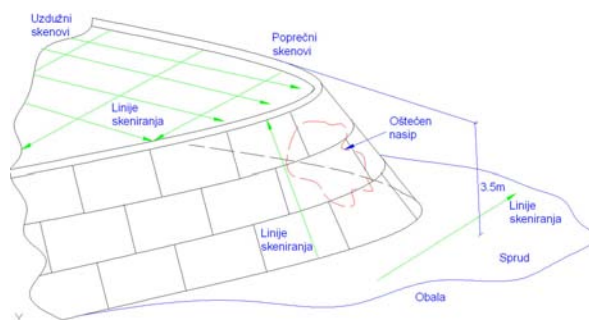 Uzdužni
skenovi
Poprečni
skenovi
Linije
skeniranja
Oštećen
nasip
3.5m
Linije
skeniranja
Linije
skeniranja
Sprud
Obala